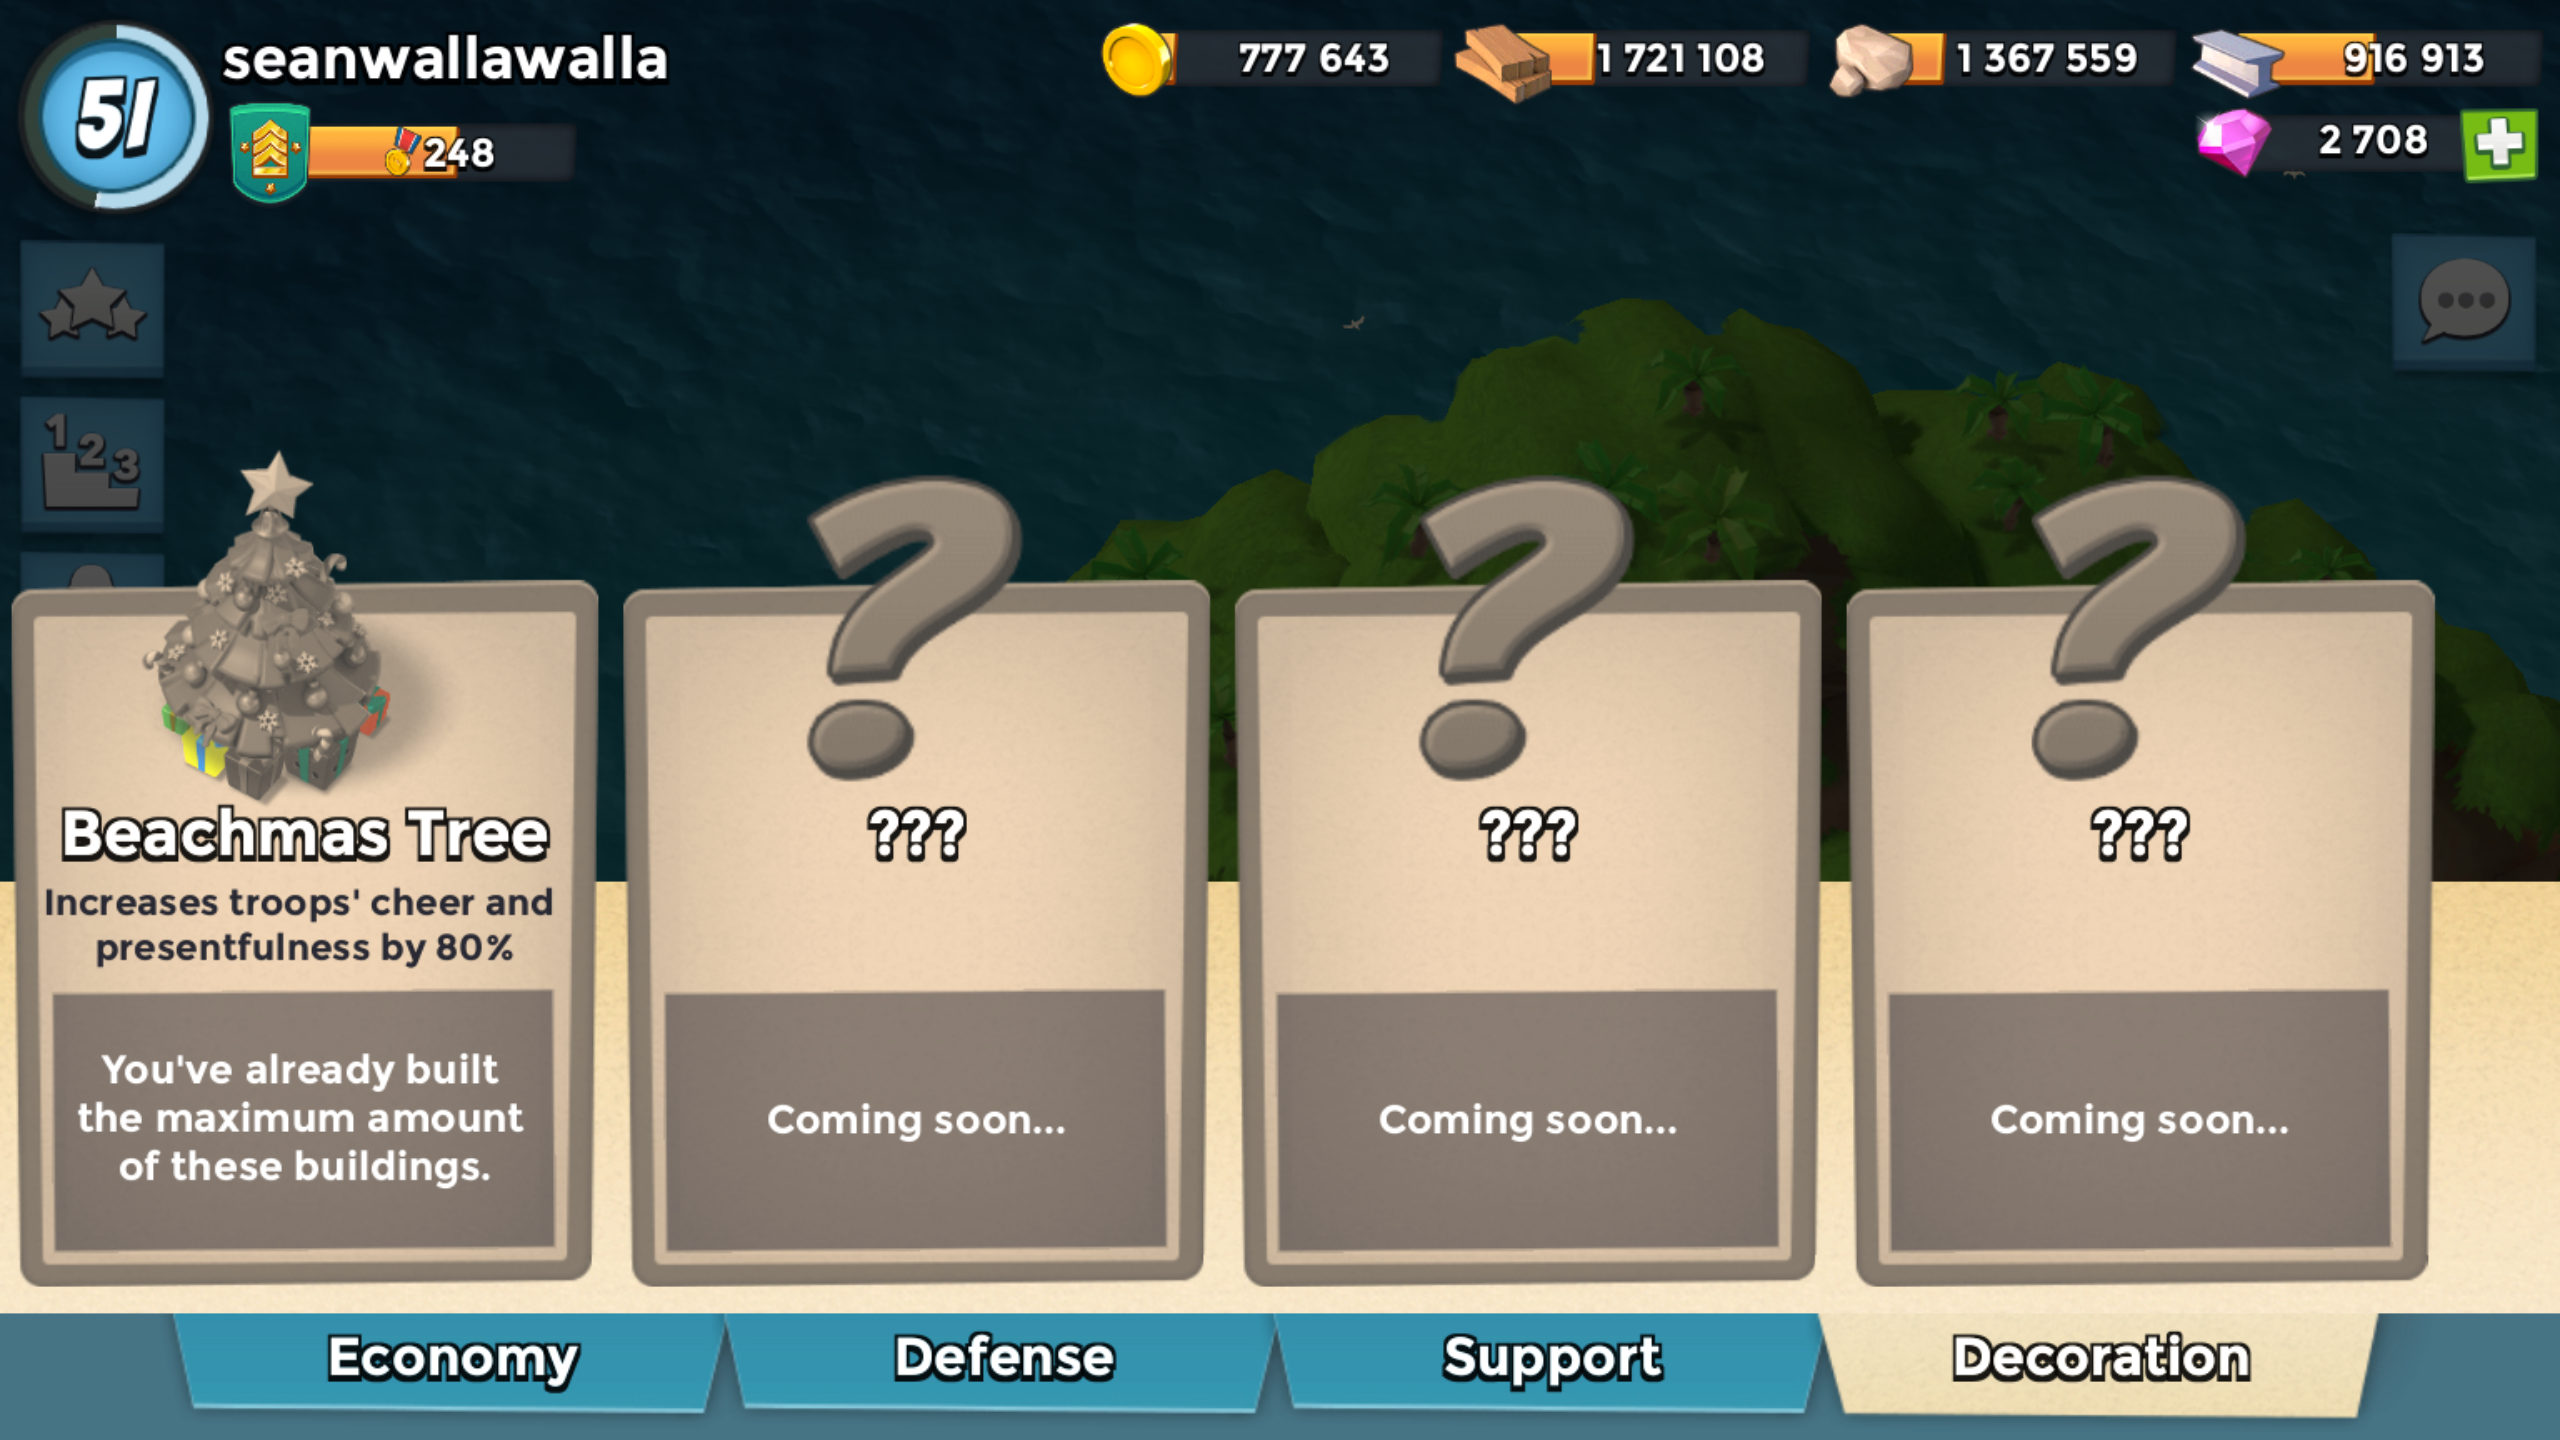 51
seanwallawalla
248
777 643
1 721 108
1 367 559
916 913
2 708
1 2 3
Beachmas Tree
Increases troops' cheer and
presentfulness by 80%
You've already built
the maximum amount
of these buildings.
?
???
Coming soon...
?
???
Coming soon...
?
???
Coming soon...
Economy
Defense
Support
Decoration